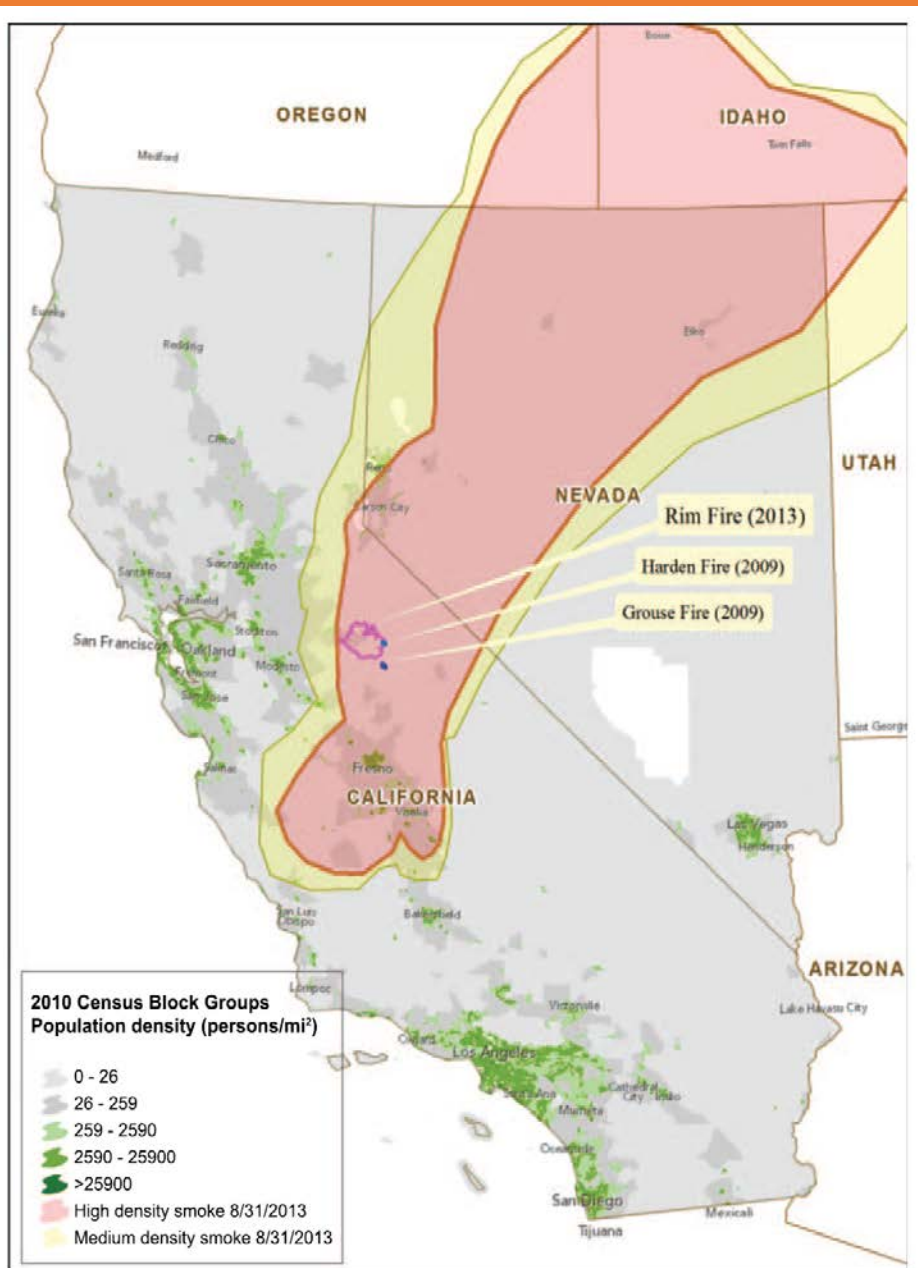 Boise
OREGON
IDAHO
Medford
Twin Falls
Eureka
Redding
Elko
Chico
UTAH
Reno
NEVADA
Carson City
Rim Fire (2013)
Harden Fire (2009)
Sacramento
Santa Rosa
Fairfield
Grouse Fire (2009)
Stockton
San Francisco
Oakland
Modesto
Fremont
San Jose
Saint George
Salinas
Fresno
CALIFORNIA
Visalia
Las Vegas
Henderson
San Luis
Obispo
Bakersfield
ARIZONA
Lompoc
Victorville
Lake Havasu City
Oxnard
Los Angeles
Santa Ana
Cathedral
City
Indio
Murrieta
Oceanside
San Diego
Tijuana
Mexicali
2010 Census Block Groups
Population density (persons/mi²)
0 - 26
26 - 259
259 - 2590
2590 - 25900
>25900
High density smoke 8/31/2013
Medium density smoke 8/31/2013